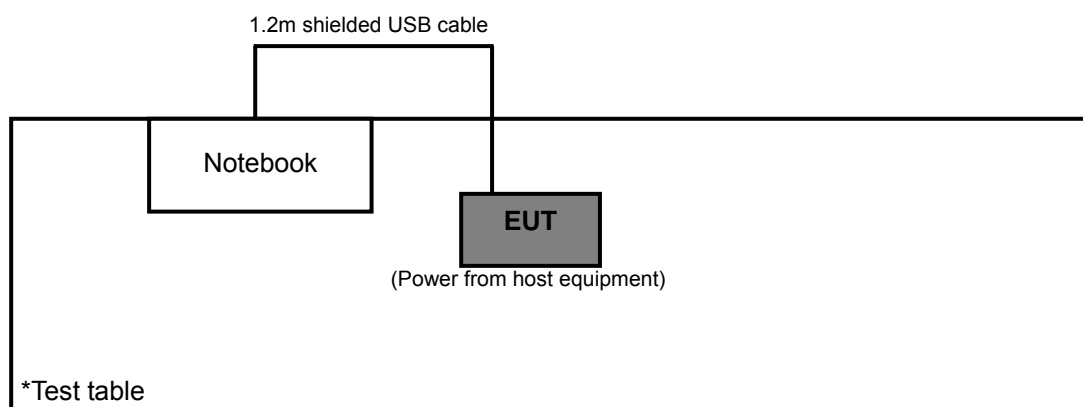 1.2m shielded USB cable
Notebook
EUT
(Power from host equipment)
*Test table